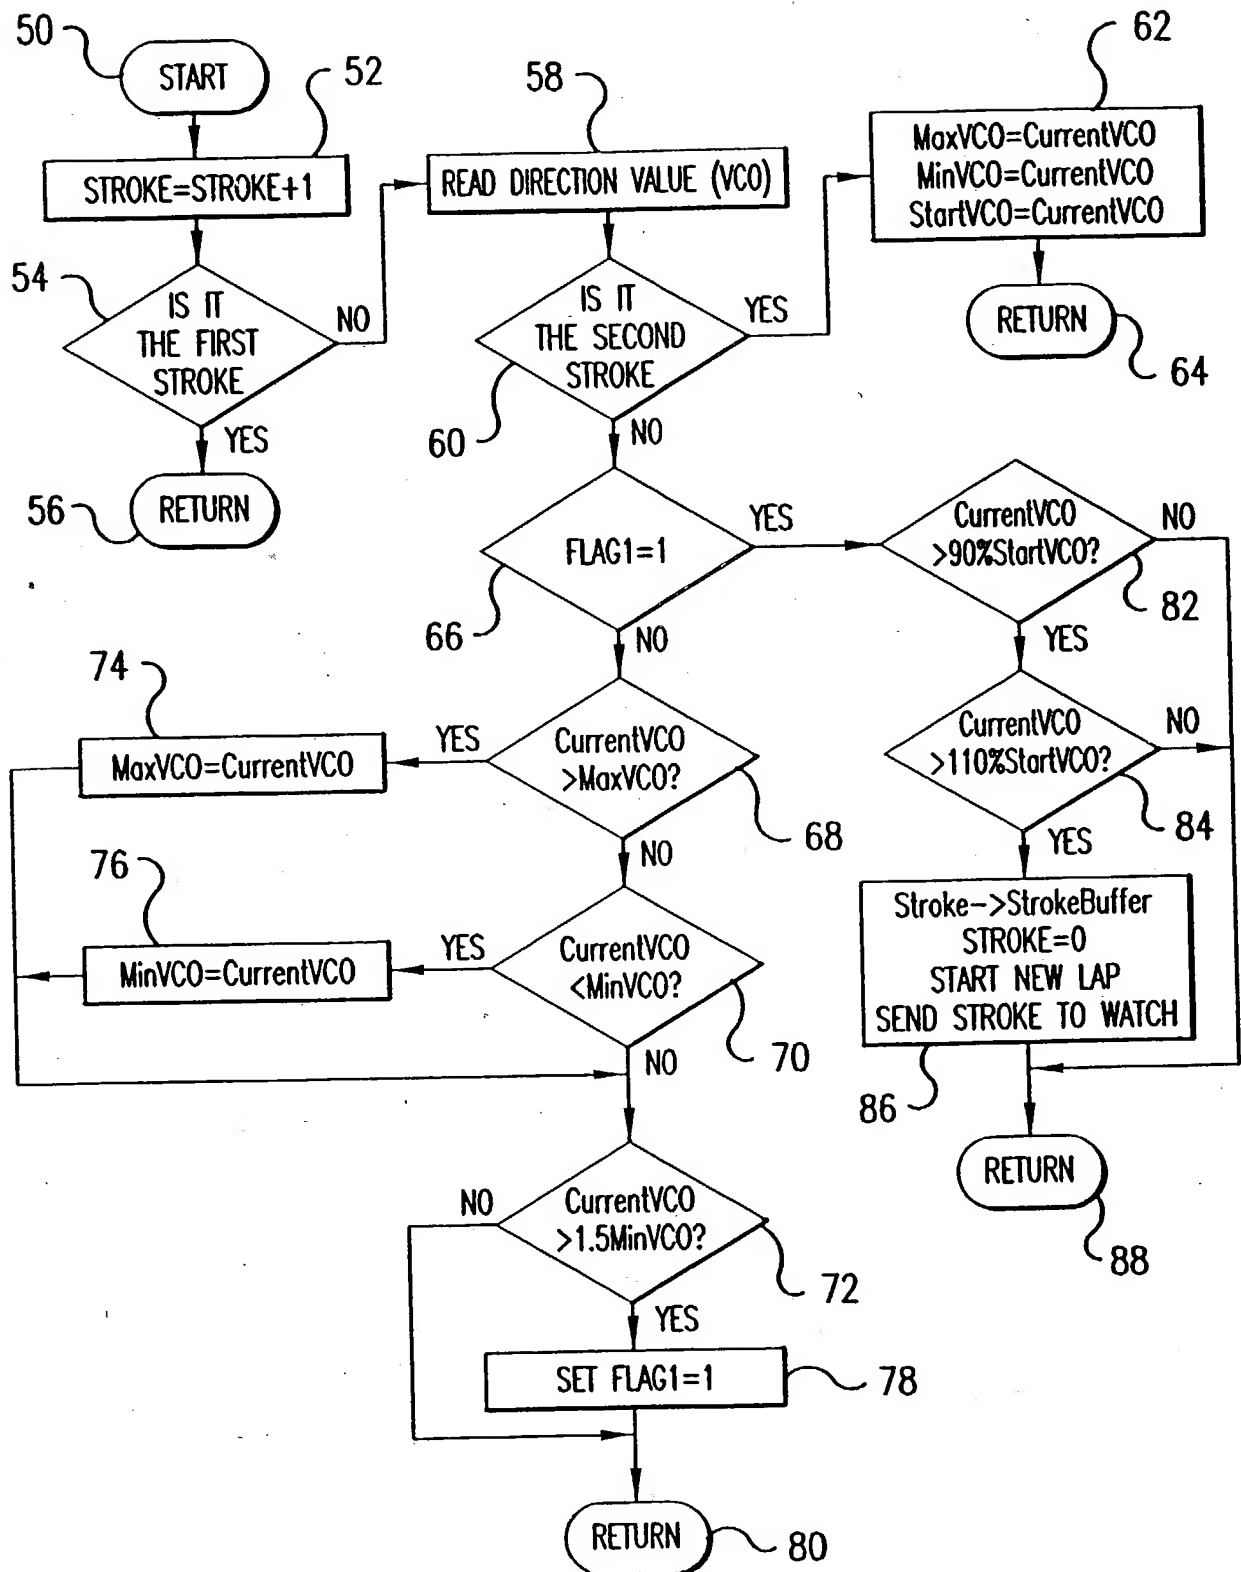 50
START
52
STROKE=STROKE+1
54
IS IT
THE FIRST
STROKE
NO
YES
56
RETURN
58
READ DIRECTION VALUE (VCO)
IS IT
THE SECOND
STROKE
60
YES
NO
62
MaxVCO=CurrentVCO
MinVCO=CurrentVCO
StartVCO=CurrentVCO
RETURN
64
FLAG1=1
66
YES
NO
CurrentVCO
>90%StartVCO?
NO
82
YES
CurrentVCO
>110%StartVCO?
NO
84
YES
74
MaxVCO=CurrentVCO
YES
CurrentVCO
>MaxVCO?
68
NO
76
MinVCO=CurrentVCO
YES
CurrentVCO
<MinVCO?
70
NO
Stroke->StrokeBuffer
STROKE=0
START NEW LAP
SEND STROKE TO WATCH
86
RETURN
88
NO
CurrentVCO
>1.5MinVCO?
72
YES
SET FLAG1=1
78
RETURN
80